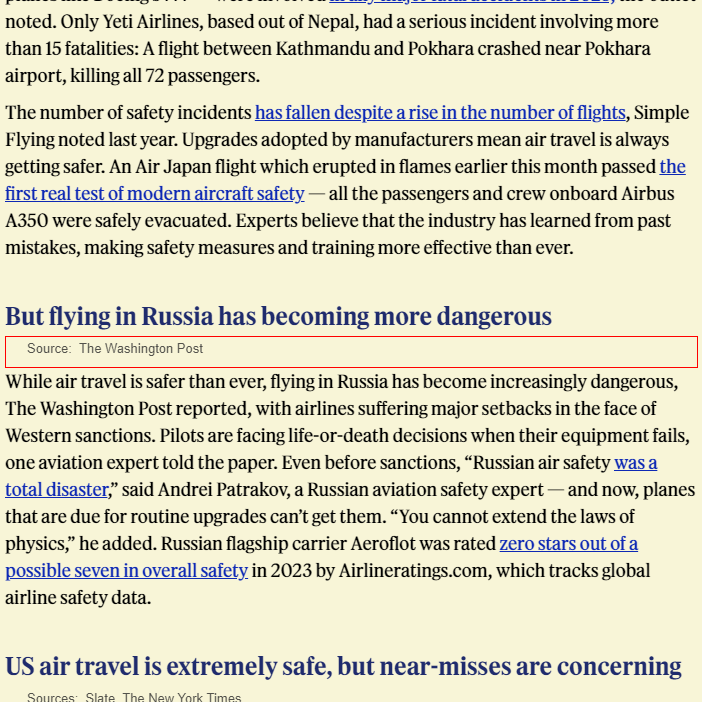 noted. Only Yeti Airlines, based out of Nepal, had a serious incident involving more
than 15 fatalities: A flight between Kathmandu and Pokhara crashed near Pokhara
airport, killing all 72 passengers.
The number of safety incidents has fallen despite a rise in the number of flights, Simple
Flying noted last year. Upgrades adopted by manufacturers mean air travel is always
getting safer. An Air Japan flight which erupted in flames earlier this month passed the
first real test of modern aircraft safety — all the passengers and crew onboard Airbus
A350 were safely evacuated. Experts believe that the industry has learned from past
mistakes, making safety measures and training more effective than ever.
But flying in Russia has becoming more dangerous
Source: The Washington Post
While air travel is safer than ever, flying in Russia has become increasingly dangerous,
The Washington Post reported, with airlines suffering major setbacks in the face of
Western sanctions. Pilots are facing life-or-death decisions when their equipment fails,
one aviation expert told the paper. Even before sanctions, “Russian air safety was a
total disaster,” said Andrei Patrakov, a Russian aviation safety expert — and now, planes
that are due for routine upgrades can’t get them. “You cannot extend the laws of
physics,” he added. Russian flagship carrier Aeroflot was rated zero stars out of a
possible seven in overall safety in 2023 by Airlineratings.com, which tracks global
airline safety data.
US air travel is extremely safe, but near-misses are concerning
Sources: Slate, The New York Times